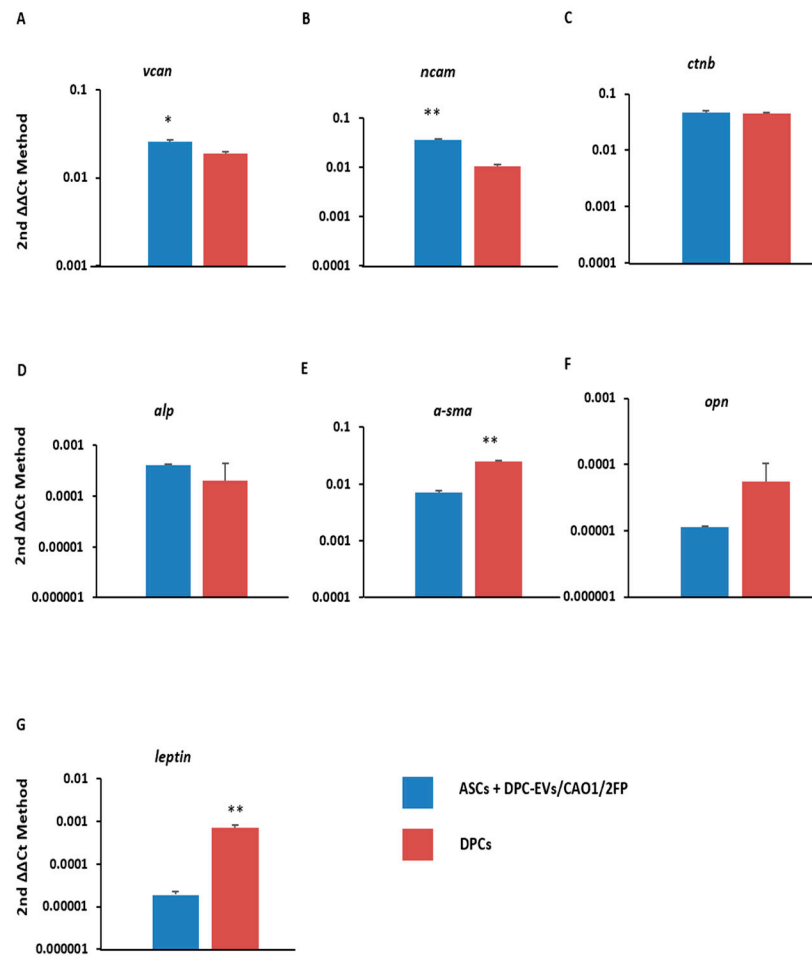 A
B
C
vcan
ncam
ctnb
2nd ΔΔCt Method
0.1
0.01
0.001
*
0.1
0.01
0.001
0.0001
**
0.1
0.01
0.001
0.0001
D
E
F
alp
a-sma
opn
2nd ΔΔCt Method
0.001
0.0001
0.00001
0.000001
0.1
0.01
0.001
0.0001
**
0.001
0.0001
0.00001
0.000001
G
leptin
2nd ΔΔCt Method
0.01
0.001
0.0001
0.00001
0.000001
**
ASCs + DPC-EVs/CAO1/2FP
DPCs